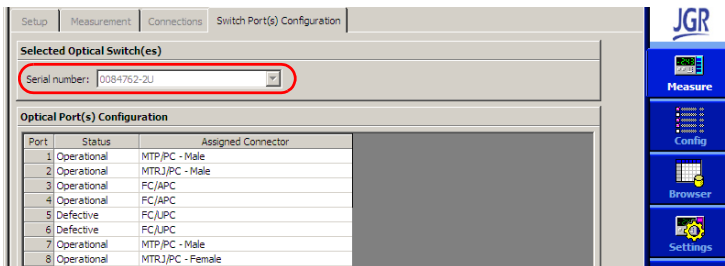 Setup Measurement Connections Switch Port(s) Configuration
JGR
Selected Optical Switch(es)
Serial number: 0084762-2U
Measure
Optical Port(s) Configuration
Port Status Assigned Connector
1 Operational MTP/PC - Male
2 Operational MTRJ/PC - Male
3 Operational FC/APC
4 Operational FC/APC
5 Defective FC/UPC
6 Defective FC/UPC
7 Operational MTP/PC - Male
8 Operational MTRJ/PC - Female
Config
Browser
Settings